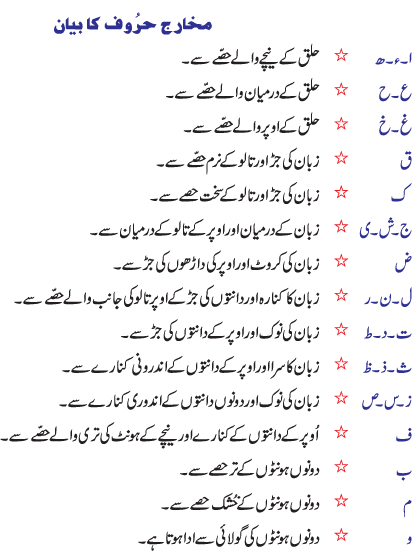 مخارج حرُوف کا بیان
ا۔ء۔ھ ☆ حلق کے نیچے والے حصّے سے۔
ع۔ح ☆ حلق کے درمیان والے حصّے سے۔
غ۔خ ☆ حلق کے اوپر والے حصّے سے۔
ق ☆ زبان کی جڑ اور تالو کے نرم حصّے سے۔
ک ☆ زبان کی جڑ اور تالو کے سخت حصے سے۔
ج۔ش۔ی ☆ زبان کے درمیان اور اوپر کے تالو کے درمیان سے۔
ض ☆ زبان کی کروٹ اور اوپر کی داڑھوں کی جڑ سے۔
ل۔ن۔ر ☆ زبان کا کنارہ اور دانتوں کی جڑ کے اوپر تالو کی جانب والے حصّے سے۔
ت۔د۔ط ☆ زبان کی نوک اور اوپر کے دانتوں کی جڑ سے۔
ث۔ذ۔ظ ☆ زبان کا سرا اور اوپر کے دانتوں کے اندرونی کنارے سے۔
ز۔س۔ص ☆ زبان کی نوک اور دونوں دانتوں کے اندوری کنارے سے۔
ف ☆ اُوپر کے دانتوں کے کنارے اور نیچے کے ہونٹ کی تری والے حصّے سے۔
ب ☆ دونوں ہونٹوں کے تر حصے سے۔
م ☆ دونوں ہونٹوں کے خشک حصے سے۔
و ☆ دونوں ہونٹوں کی گولائی سے ادا ہوتا ہے۔